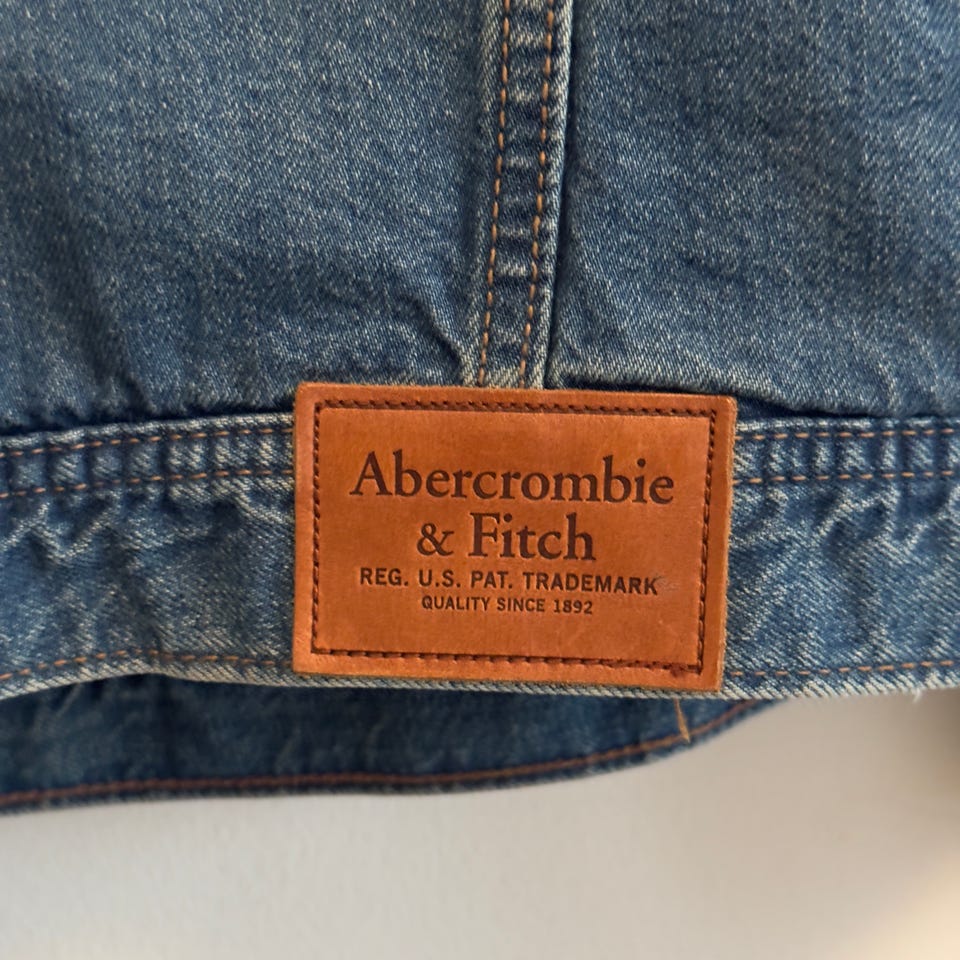 Abercrombie
& Fitch
REG. U.S. PAT. TRADEMARK
QUALITY SINCE 1892